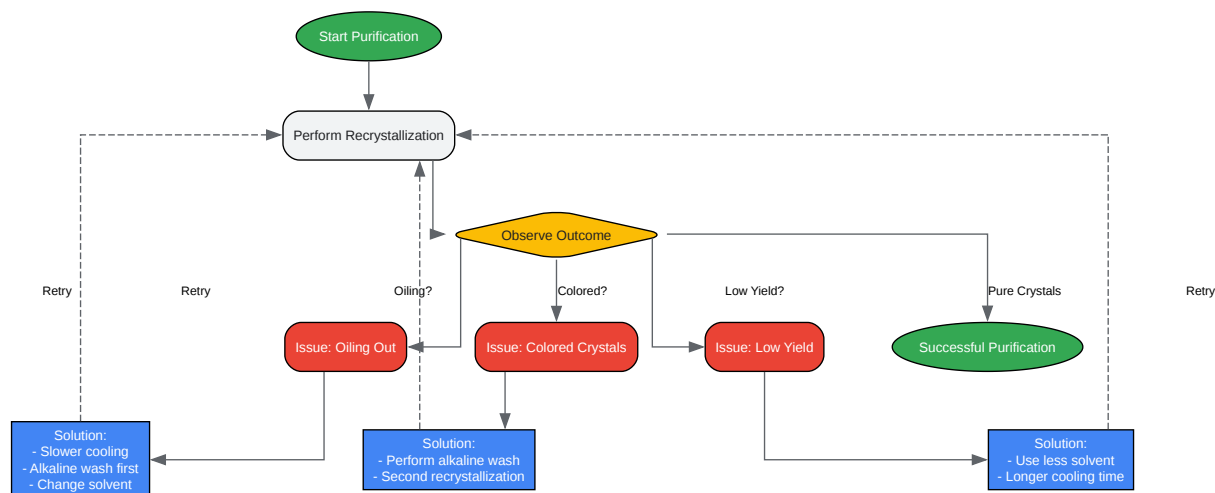 Start Purification
Perform Recrystallization
Observe Outcome
Retry
Retry
Oiling?
Colored?
Low Yield?
Pure Crystals
Retry
Issue: Oiling Out
Issue: Colored Crystals
Issue: Low Yield
Successful Purification
Solution:
- Slower cooling
- Alkaline wash first
- Change solvent
Solution:
- Perform alkaline wash
- Second recrystallization
Solution:
- Use less solvent
- Longer cooling time